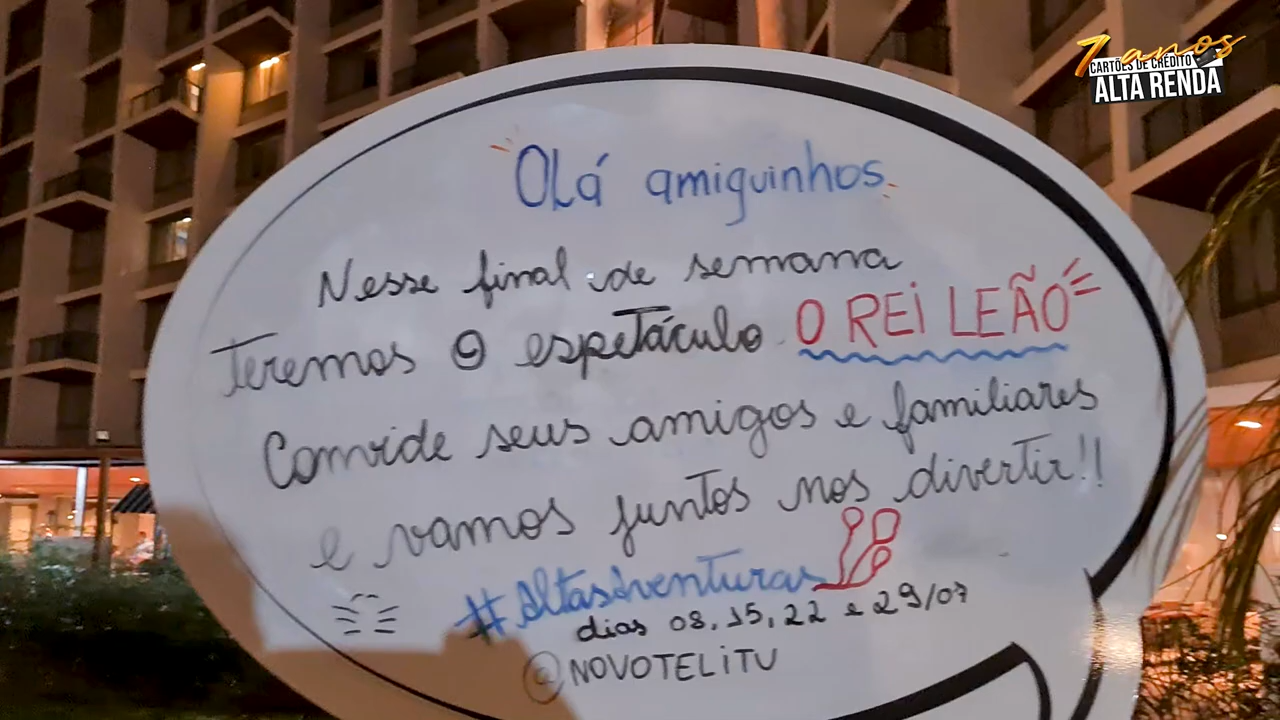 7 anos
CARTÕES DE CRÉDITO
ALTA RENDA
Olá amiguinhos
Nesse final de semana
teremos o espetáculo O REI LEÃO
Convide seus amigos e familiares
e vamos juntos nos divertir!!
#AltasAventuras
dias 08, 15, 22 e 29/07
@NOVOTELITU